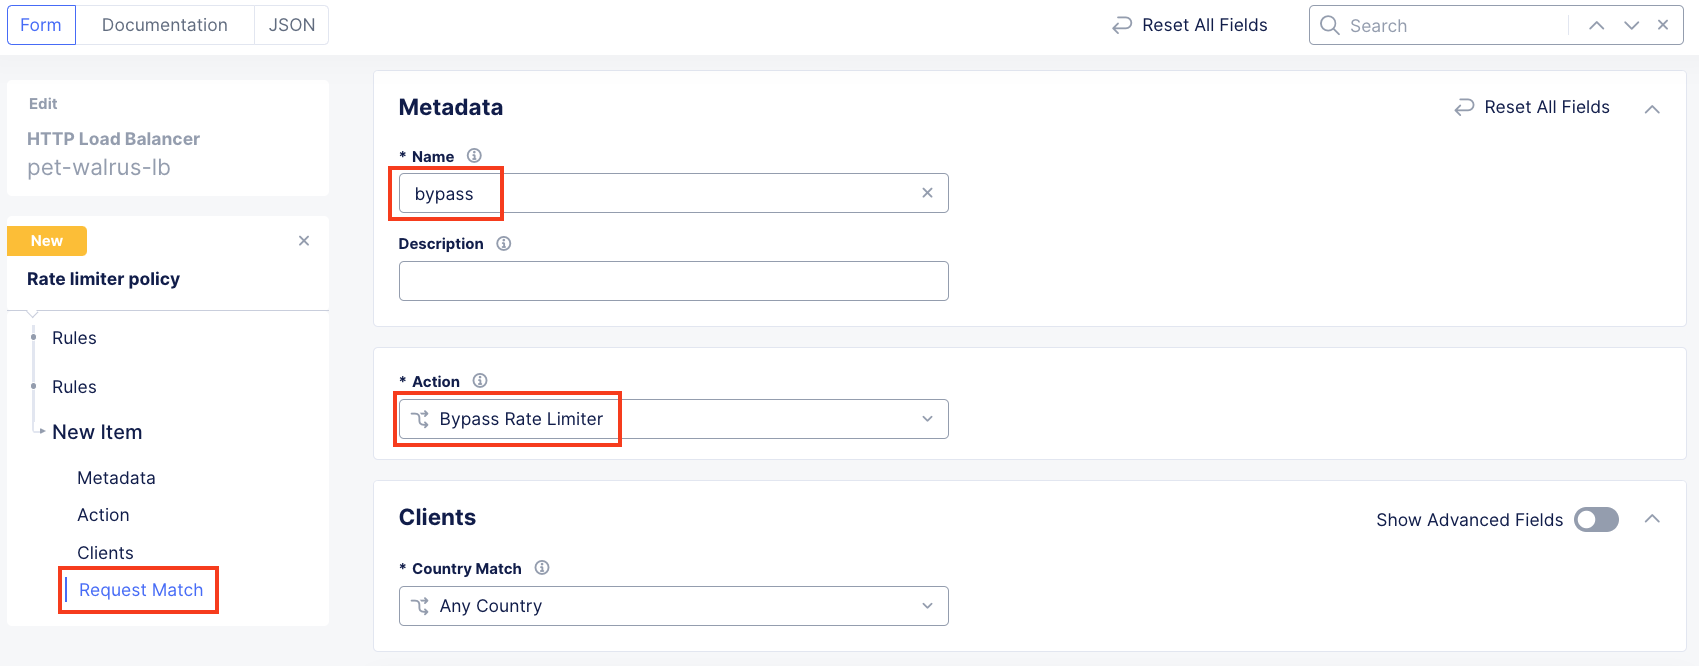 Form Documentation JSON
Reset All Fields
Search
Edit
HTTP Load Balancer
pet-walrus-lb
New
Rate limiter policy
Rules
Rules
New Item
Metadata
Action
Clients
Request Match
Metadata
Reset All Fields
* Name
bypass
Description
* Action
Bypass Rate Limiter
Clients
Show Advanced Fields
* Country Match
Any Country